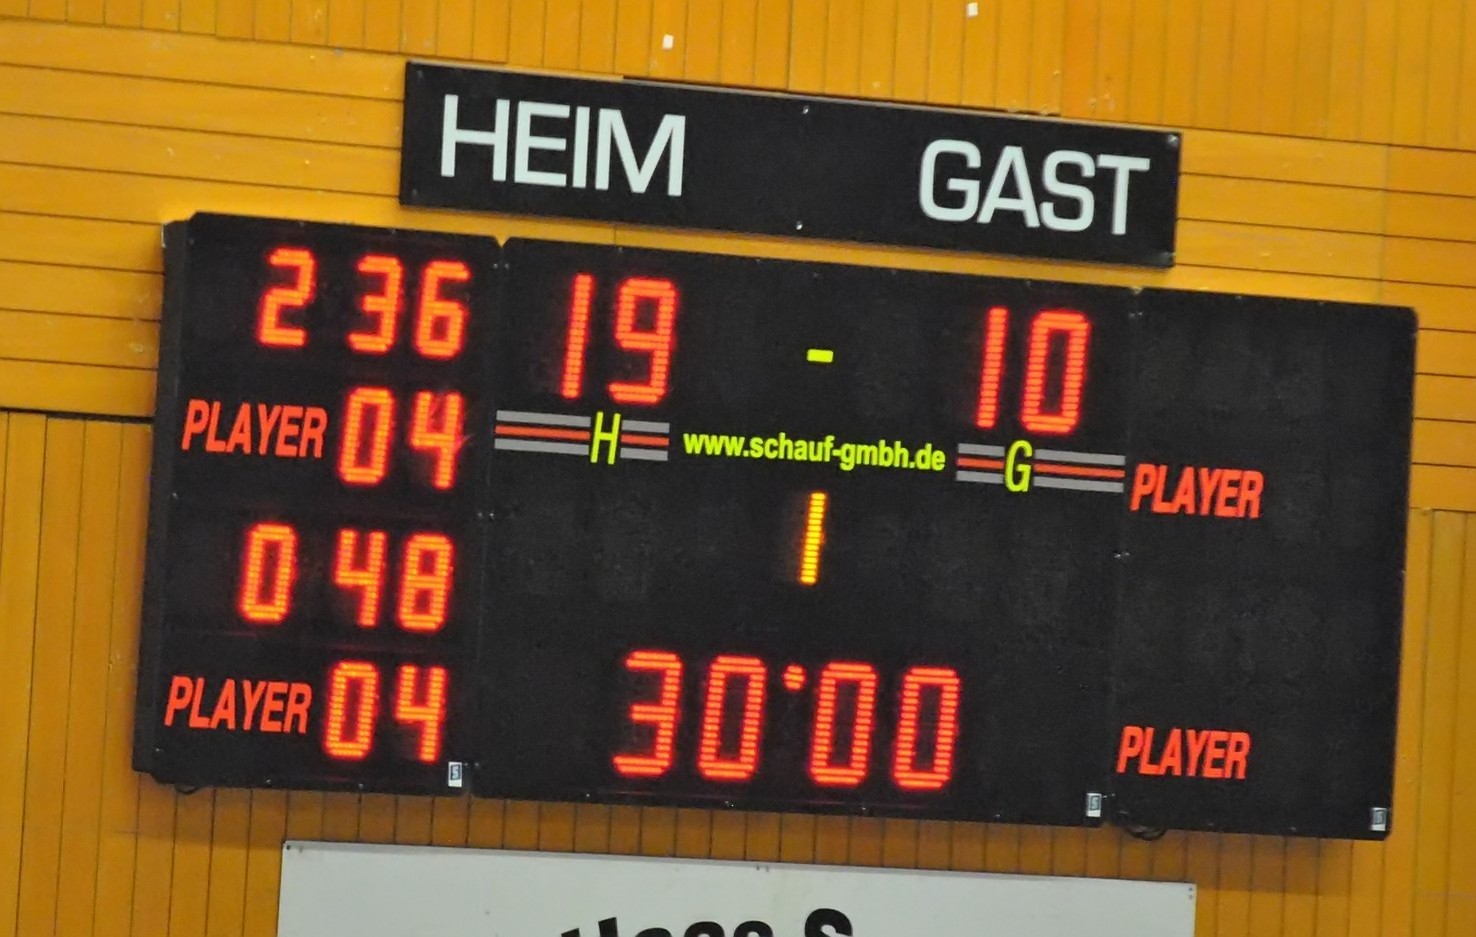 HEIM GAST
2 36 19 - 10
PLAYER 04 H www.schauf-gmbh.de G PLAYER
1
0 48
PLAYER 04 30:00 PLAYER